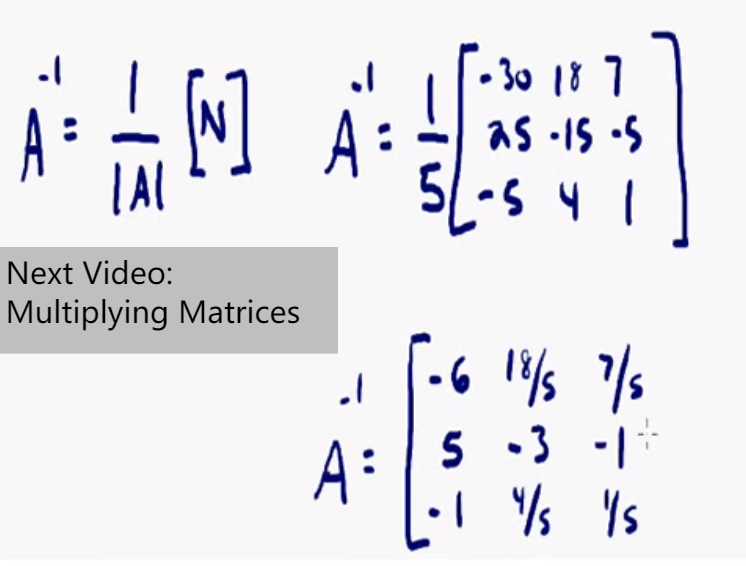 A⁻¹ = 1/|A| [N]
A⁻¹ = 1/5 [-30 18 7
25 -15 -5
-5 4 1]
Next Video:
Multiplying Matrices
A⁻¹ = [-6 18/5 7/5
5 -3 -1
-1 4/5 1/5